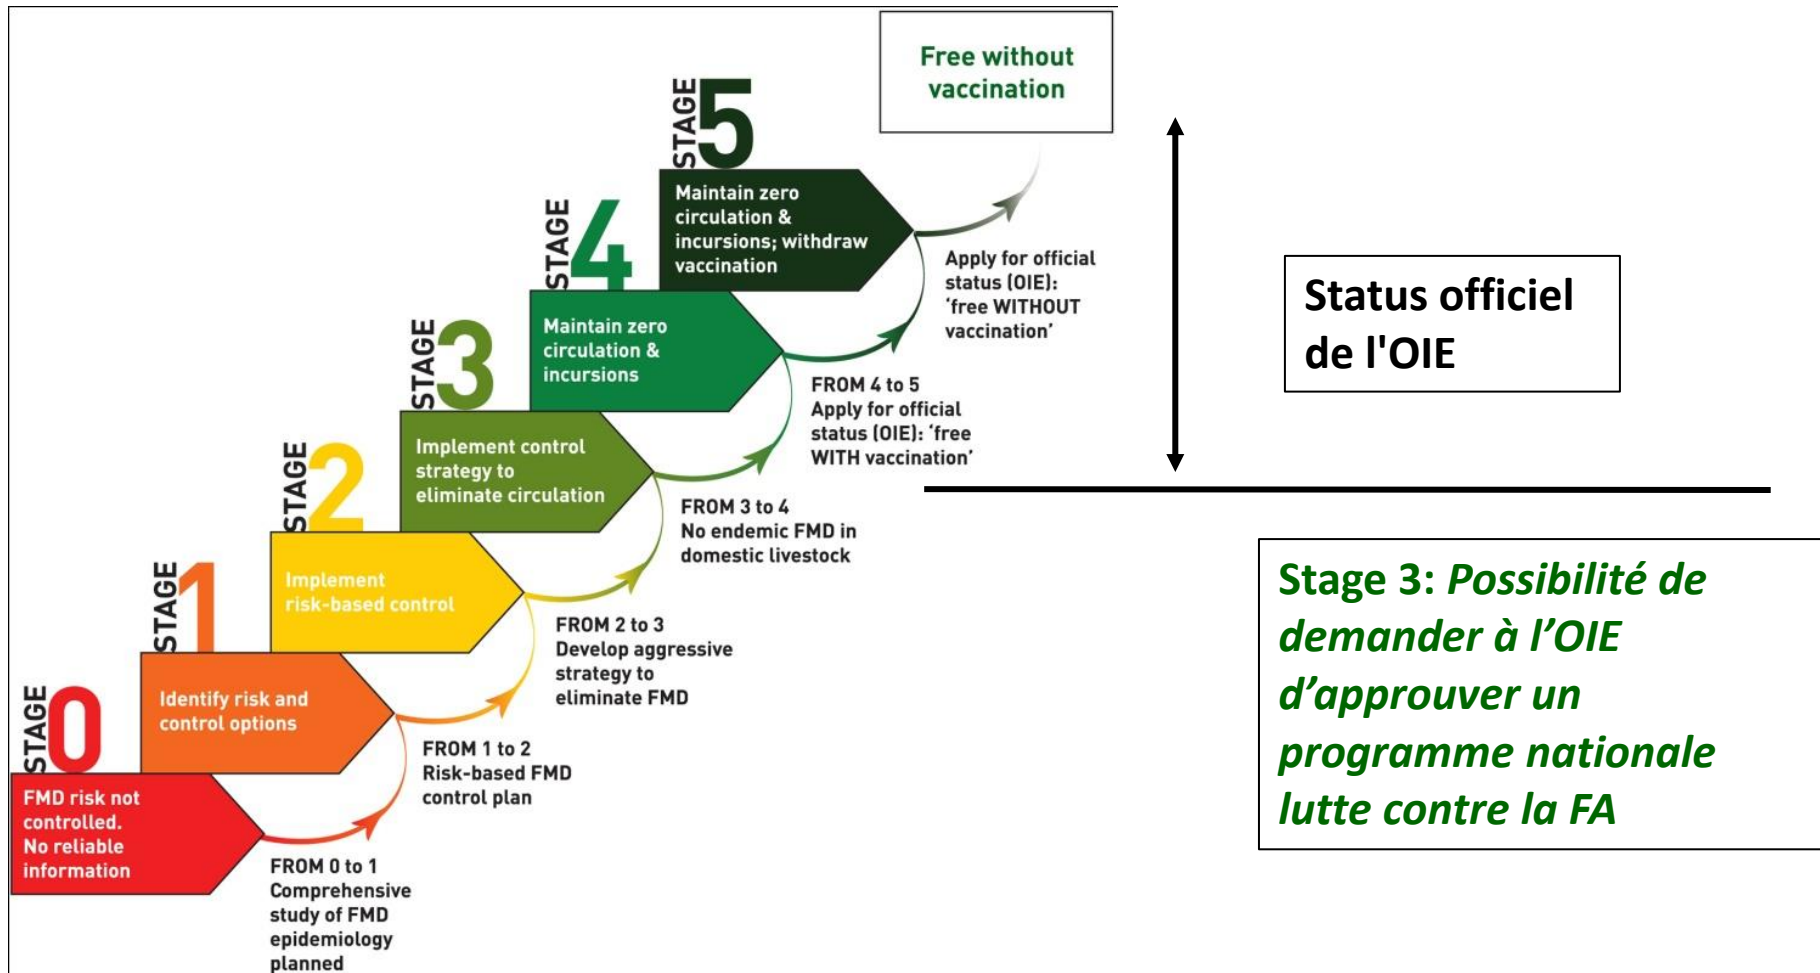 Free without
vaccination
STAGE
5
Maintain zero
circulation &
incursions; withdraw
vaccination
Apply for official
status (OIE):
‘free WITHOUT
vaccination’
STAGE
4
Maintain zero
circulation &
incursions
FROM 4 to 5
Apply for official
status (OIE): ‘free
WITH vaccination’
STAGE
3
Implement control
strategy to
eliminate circulation
FROM 3 to 4
No endemic FMD in
domestic livestock
STAGE
2
Implement
risk-based control
FROM 2 to 3
Develop aggressive
strategy to
eliminate FMD
STAGE
1
Identify risk and
control options
FROM 1 to 2
Risk-based FMD
control plan
STAGE
0
FMD risk not
controlled.
No reliable
information
FROM 0 to 1
Comprehensive
study of FMD
epidemiology
planned
Status officiel
de l'OIE
Stage 3: Possibilité de
demander à l’OIE
d’approuver un
programme nationale
lutte contre la FA